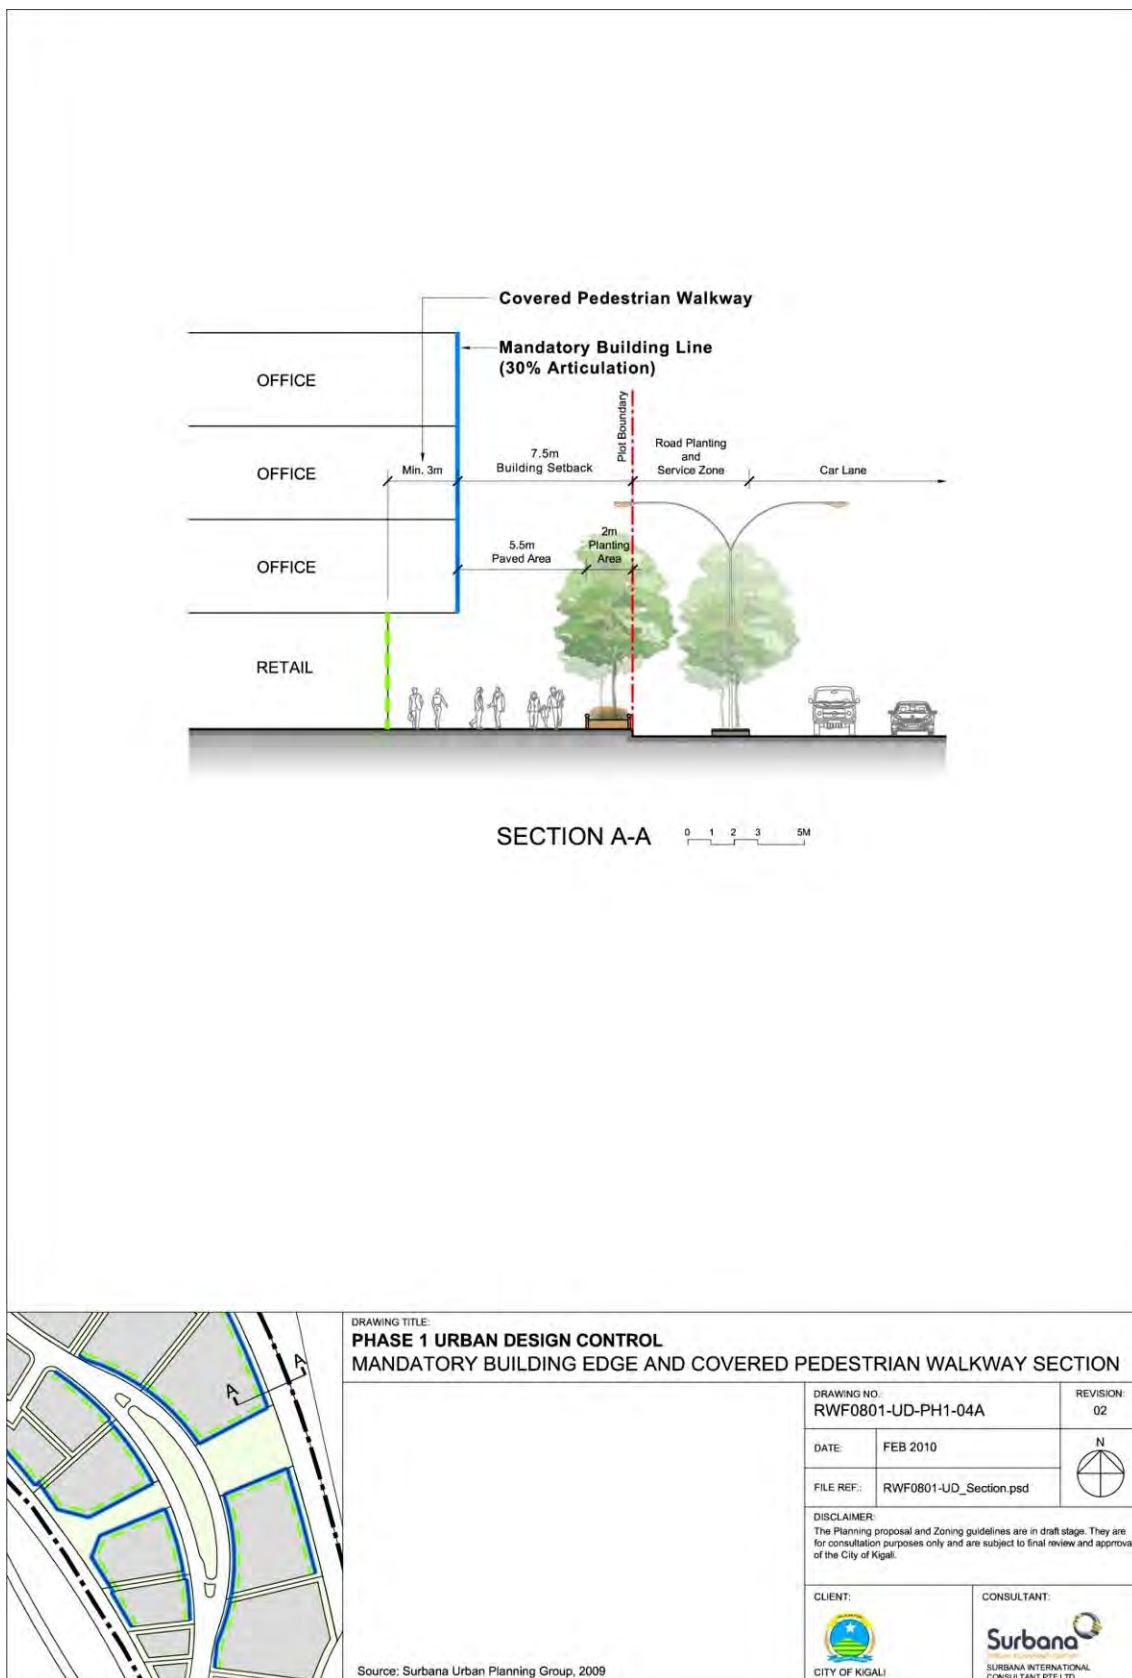 Covered Pedestrian Walkway
Mandatory Building Line
(30% Articulation)
OFFICE
OFFICE
OFFICE
RETAIL
Min. 3m
7.5m
Building Setback
Plot Boundary
Road Planting
and
Service Zone
Car Lane
5.5m
Paved Area
2m
Planting
Area
SECTION A-A
0 1 2 3 5M
A
A
DRAWING TITLE:
PHASE 1 URBAN DESIGN CONTROL
MANDATORY BUILDING EDGE AND COVERED PEDESTRIAN WALKWAY SECTION
DRAWING NO.
RWF0801-UD-PH1-04A
REVISION:
02
DATE:
FEB 2010
N
FILE REF.:
RWF0801-UD_Section.psd
DISCLAIMER:
The Planning proposal and Zoning guidelines are in draft stage. They are
for consultation purposes only and are subject to final review and approva
of the City of Kigali.
CLIENT:
CITY OF KIGALI
CONSULTANT:
Surbana
SURBANA INTERNATIONAL
CONSULTANT PTE LTD
Source: Surbana Urban Planning Group, 2009